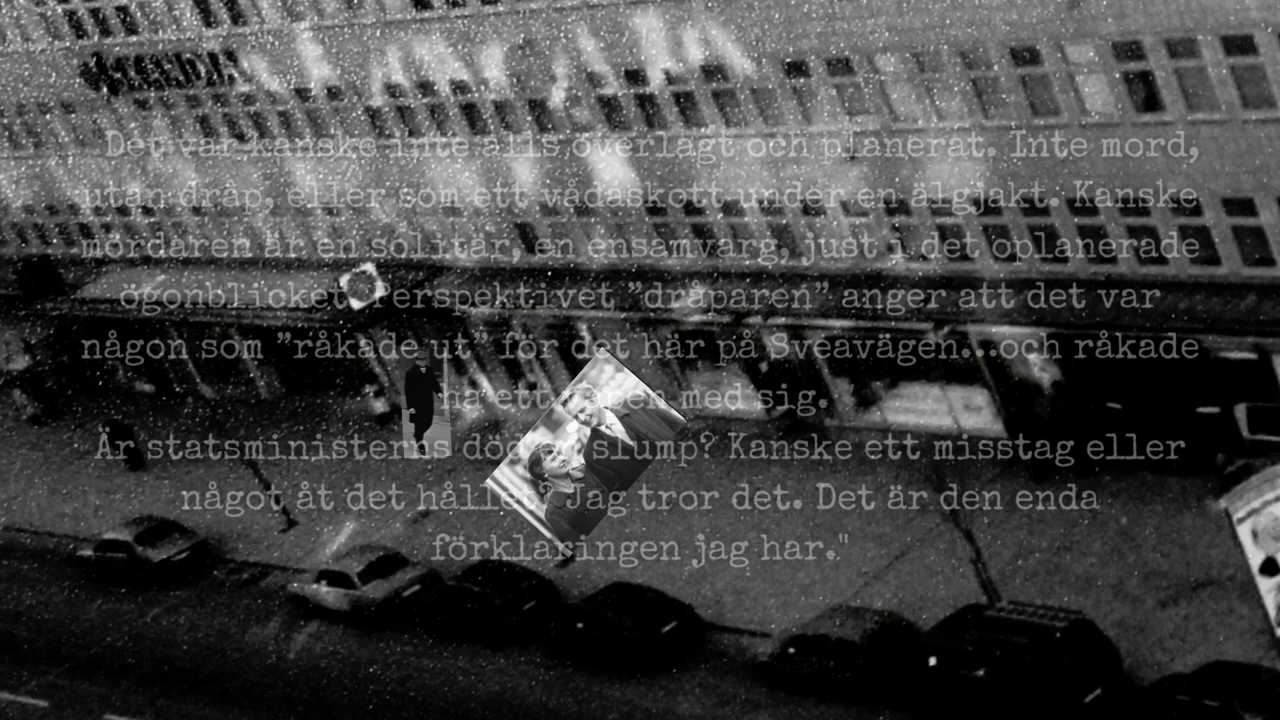 SKANDIA
Det var kanske inte alls överlagt och planerat. Inte mord,
utan dråp, eller som ett vådaskott under en älgjakt. Kanske
mördaren är en solitär, en ensamvarg, just i det oplanerade
ögonblicket. Perspektivet ”dråparen” anger att det var
någon som ”råkade ut” för det här på Sveavägen...och råkade
ha ett med sig.
Är statsministerns död slump? Kanske ett misstag eller
något åt det hållet. Jag tror det. Det är den enda
förklaringen jag har."